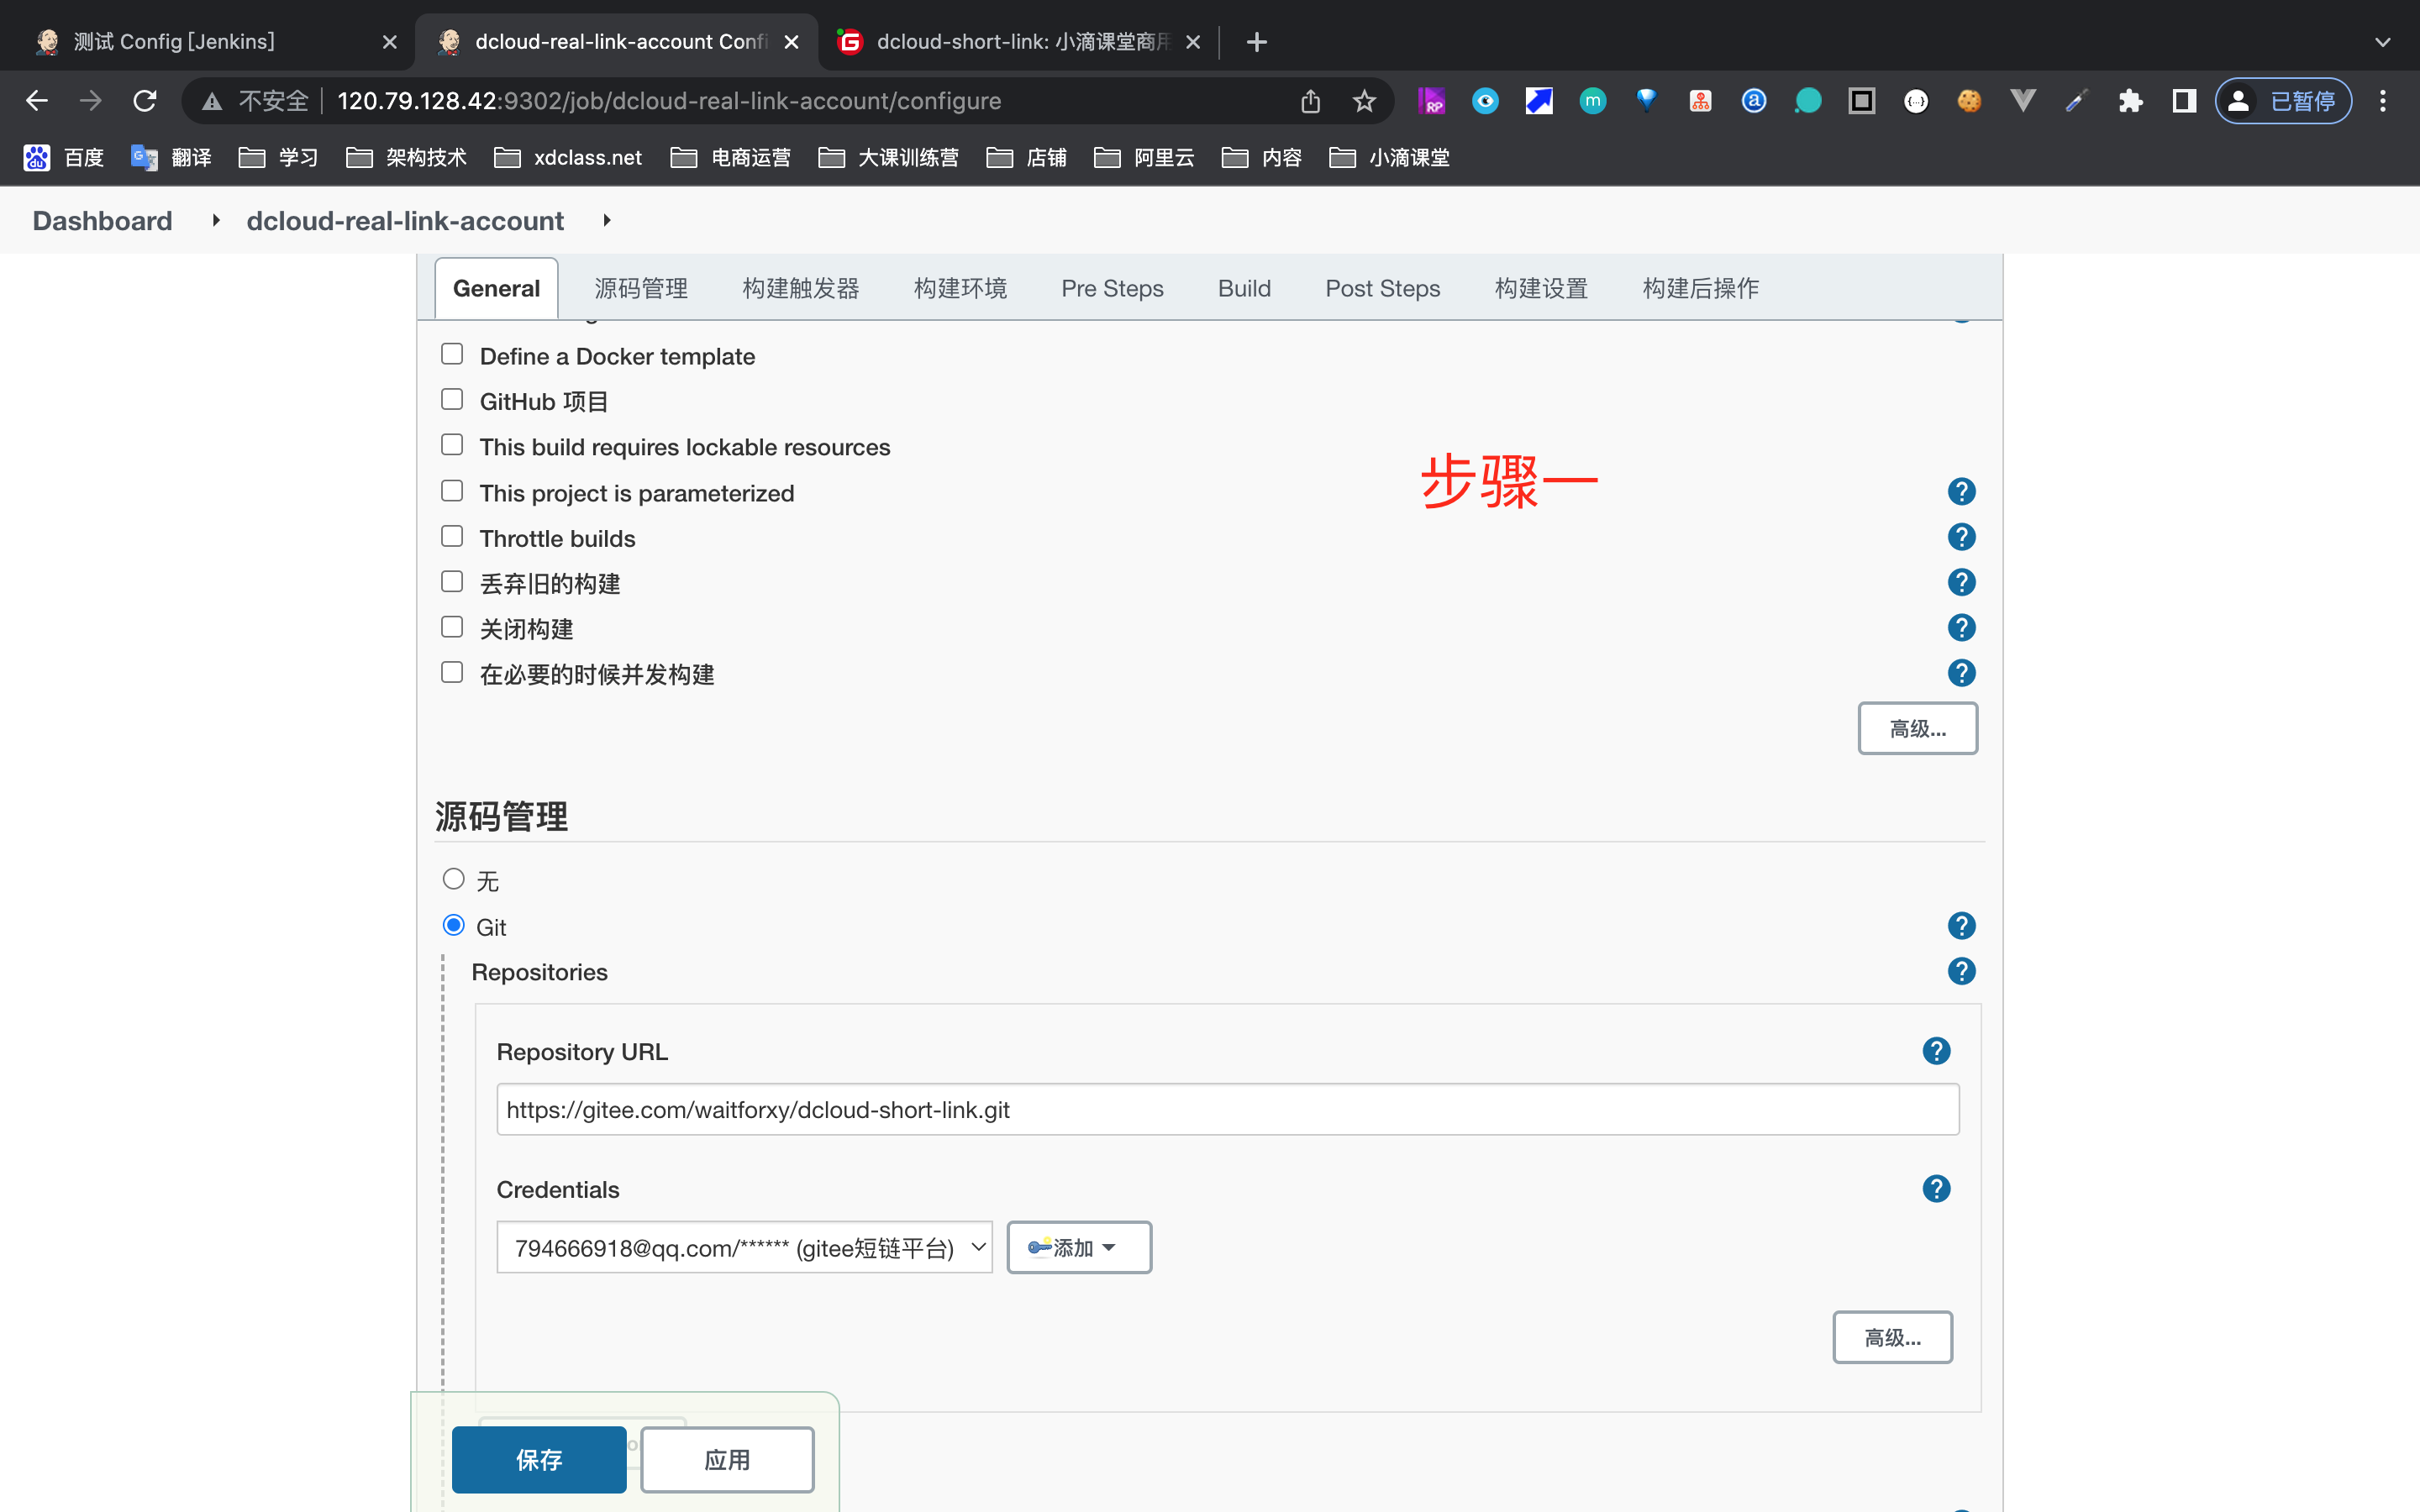 测试 Config [Jenkins]
dcloud-real-link-account Confi
dcloud-short-link: 小滴课堂商用
不安全
120.79.128.42:9302/job/dcloud-real-link-account/configure
已暂停
百度
翻译
学习
架构技术
xdclass.net
电商运营
大课训练营
店铺
阿里云
内容
小滴课堂
Dashboard
dcloud-real-link-account
General
源码管理
构建触发器
构建环境
Pre Steps
Build
Post Steps
构建设置
构建后操作
Define a Docker template
GitHub 项目
This build requires lockable resources
步骤一
This project is parameterized
Throttle builds
丢弃旧的构建
关闭构建
在必要的时候并发构建
高级...
源码管理
无
Git
Repositories
Repository URL
https://gitee.com/waitforxy/dcloud-short-link.git
Credentials
794666918@qq.com/****** (gitee短链平台)
添加
高级...
保存
应用